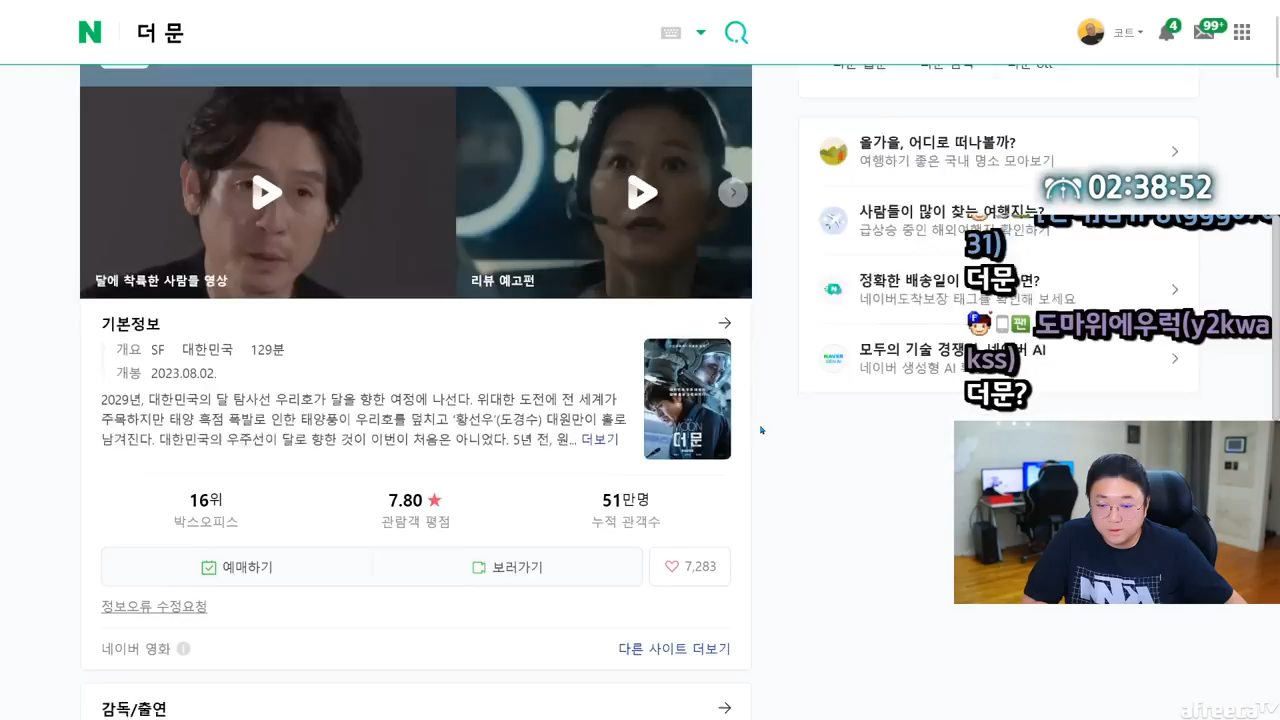 N 더 문
코트
4
99+
올가을, 어디로 떠나볼까?
여행하기 좋은 국내 명소 모아보기
02:38:52
사람들이 많이 찾는 여행지는?
급상승 중인 해외여행지 확인하기
31)
더문
정확한 배송일이 면?
네이버도착보장 태그를 확인해 보세요
도마위에우럭(y2kwa
kss)
더문?
모두의 기술 경쟁 AI
네이버 생성형 AI
달에 착륙한 사람들 영상
리뷰 예고편
기본정보
개요 SF 대한민국 129분
개봉 2023.08.02.
2029년, 대한민국의 달 탐사선 우리호가 달을 향한 여정에 나선다. 위대한 도전에 전 세계가
주목하지만 태양 흑점 폭발로 인한 태양풍이 우리호를 덮치고 ‘황선우’(도경수) 대원만이 홀로
남겨진다. 대한민국의 우주선이 달로 향한 것이 이번이 처음은 아니었다. 5년 전, 원... 더보기
더 문
16위
박스오피스
7.80
관람객 평점
51만명
누적 관객수
예매하기
보러가기
7,283
정보오류 수정요청
네이버 영화
다른 사이트 더보기
감독/출연
afreecaTV